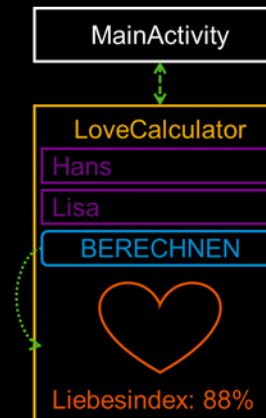 MainActivity
LoveCalculator
Hans
Lisa
BERECHNEN
Liebesindex: 88%